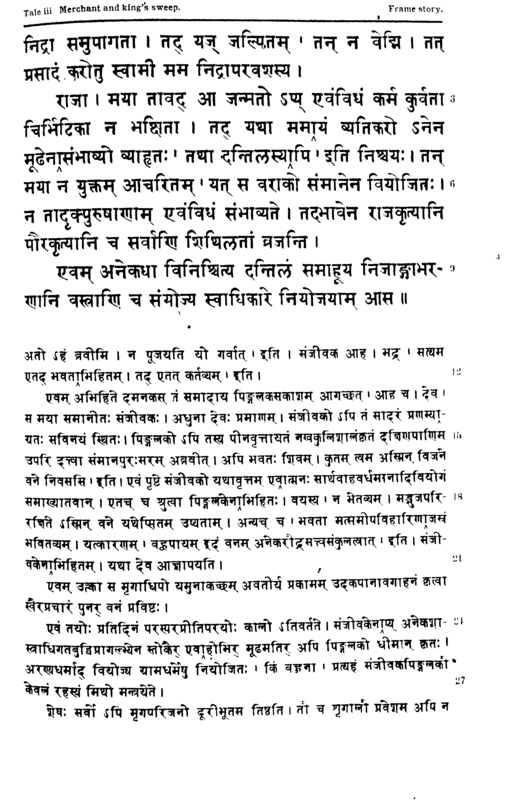 Tale iii Merchant and king's sweep. Frame story.
निद्रा समुपागता । तद् यज् जल्पितम् ' तन् न वेद्मि । तत्
प्रसादं करोतु स्वामी मम निद्रापरवशस्य ।
राजा । मया तावद् आ जन्मतो ऽप्य् एवंविधं कर्म कुर्वता 3
चिर्भिटिका न भक्षिता । तद् यथा ममायं व्यतिकरो ऽनेन
मूढेनासंभाव्यो व्याहृतः ' तथा दन्तिलस्यापि ' इति निश्चयः । तन्
मया न युक्तम् आचरितम् ' यत् स वराको संमानेन वियोजितः । 6
न तादृक्पुरुषाणाम् एवंविधं संभाव्यते । तदभावेन राजकृत्यानि
पौरकृत्यानि च सर्वाणि शिथिलतां व्रजन्ति ।
एवम् अनेकधा विनिश्चित्य दन्तिलं समाहूय निजाङ्गाभर- 9
णानि वस्त्राणि च संयोज्य स्वाधिकारे नियोजयाम् आस ॥
अतो ऽहं ब्रवीमि । न पूजयति यो गर्वात् ' इति । संजीवक आह । भद्र ' सत्यम्
एतद् भवताभिहितम् । तद् एतत् कर्तव्यम् ' इति । 12
एवम् अभिहिते दमनकस् तं समादाय पिङ्गलकसकाशम् आगच्छत् ' आह च । देव '
स मया समानीतः संजीवकः । अधुना देवः प्रमाणम् । संजीवको ऽपि तं सादरं प्रणम्या-
यतः सविनयं स्थितः । पिङ्गलको ऽपि तस्य पीनवृत्तायतं नखकुलिशालंकृतं दक्षिणपाणिम् 15
उपरि दत्त्वा संमानपुरःसरम् अब्रवीत् । अपि भवतः शिवम् । कुतस् त्वम् अस्मिन् विजने
वने निवससि ' इति । एवं पृष्टे संजीवको यथावृत्तम् एवात्मनः सार्थवाहवर्धमानादिवियोगं
समाख्यातवान् । एतच् च श्रुत्वा पिङ्गलकेनाभिहितः । वयस्य ' न भेतव्यम् । मद्भुजपरि- 18
रक्षिते ऽस्मिन् वने यथेप्सितम् उष्यताम् । अन्यच् च ' भवता मत्समीपविहारिणाजस्रं
भवितव्यम् । यत्कारणम् ' बह्वपायम् इदं वनम् अनेकरौद्रसत्त्वसंकुलत्वात् ' इति । संजी-
वकेनाभिहितम् । यथा देव आज्ञापयति । 21
एवम् उक्त्वा स मृगाधिपो यमुनाकच्छम् अवतीर्य प्रकामम् उदकपानावगाहनं कृत्वा
स्वैरप्रचारं पुनर् वनं प्रविष्टः ।
एवं तयोः प्रतिदिनं परस्परप्रीतिपरयोः कालो ऽतिवर्तते । संजीवकेनाप्य् अनेकशा- 24
स्त्राधिगतबुद्धिप्रागल्भ्येन स्तोकैर् एवाहोभिर् मूढमतिर् अपि पिङ्गलको धीमान् कृतः ।
अरण्यधर्माद् वियोज्य ग्रामधर्मेषु नियोजितः ' किं बहुना ' प्रत्यहं संजीवकपिङ्गलकौ
केवलं रहस्यं मिथो मन्त्रयेते । 27
शेषः सर्वो ऽपि मृगपरिजनो दूरीभूतस तिष्ठति । तौ च शृगालौ प्रवेशम् अपि न